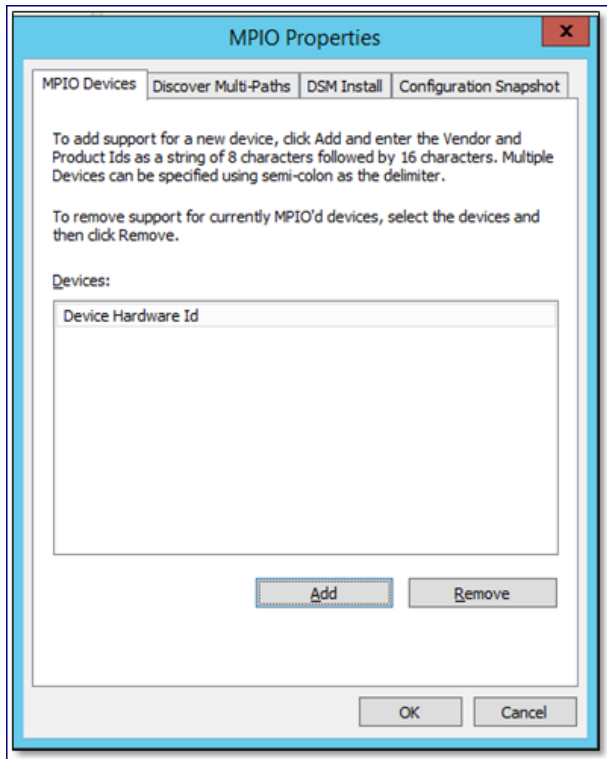 MPIO Properties
x
MPIO Devices
Discover Multi-Paths
DSM Install
Configuration Snapshot
To add support for a new device, click Add and enter the Vendor and
Product Ids as a string of 8 characters followed by 16 characters. Multiple
Devices can be specified using semi-colon as the delimiter.
To remove support for currently MPIO'd devices, select the devices and
then click Remove.
Devices:
Device Hardware Id
Add
Remove
OK
Cancel